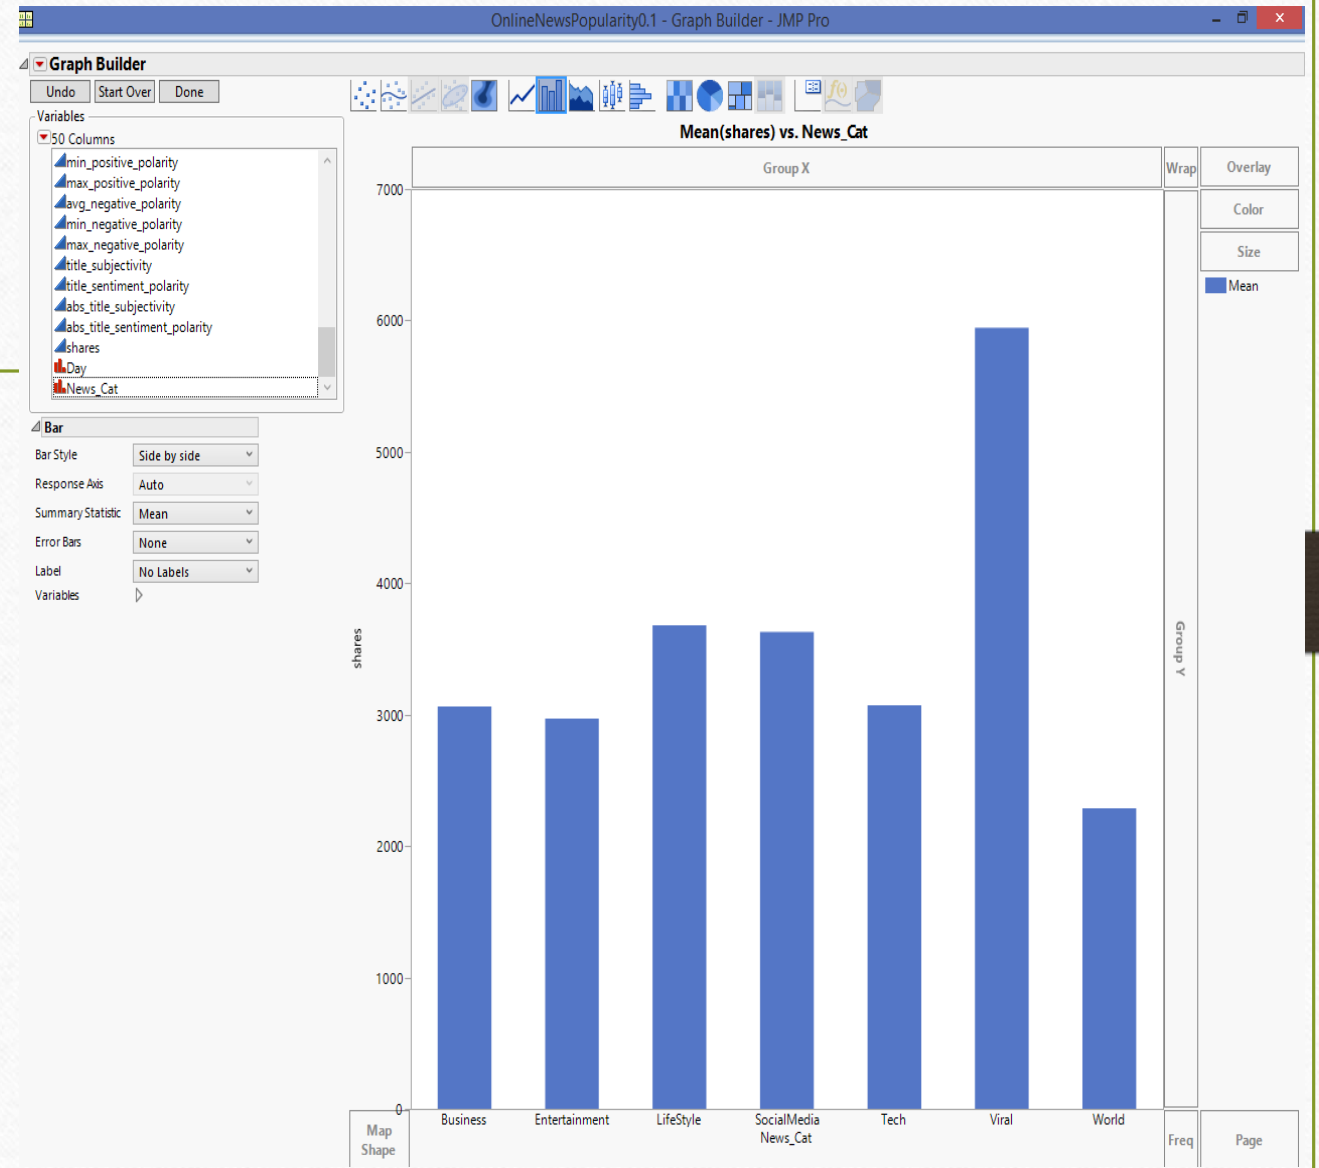 OnlineNewsPopularity0.1 - Graph Builder - JMP Pro
Graph Builder
Undo Start Over Done
Variables
50 Columns
min_positive_polarity
max_positive_polarity
avg_negative_polarity
min_negative_polarity
max_negative_polarity
title_subjectivity
title_sentiment_polarity
abs_title_subjectivity
abs_title_sentiment_polarity
shares
Day
News_Cat
Bar
Bar Style Side by side
Response Axis Auto
Summary Statistic Mean
Error Bars None
Label No Labels
Variables
Mean(shares) vs. News_Cat
Group X
Wrap
Overlay
Color
Size
Mean
7000
6000
5000
4000
3000
2000
1000
0
shares
Group Y
Business Entertainment LifeStyle SocialMedia Tech Viral World
News_Cat
Map
Shape
Freq
Page